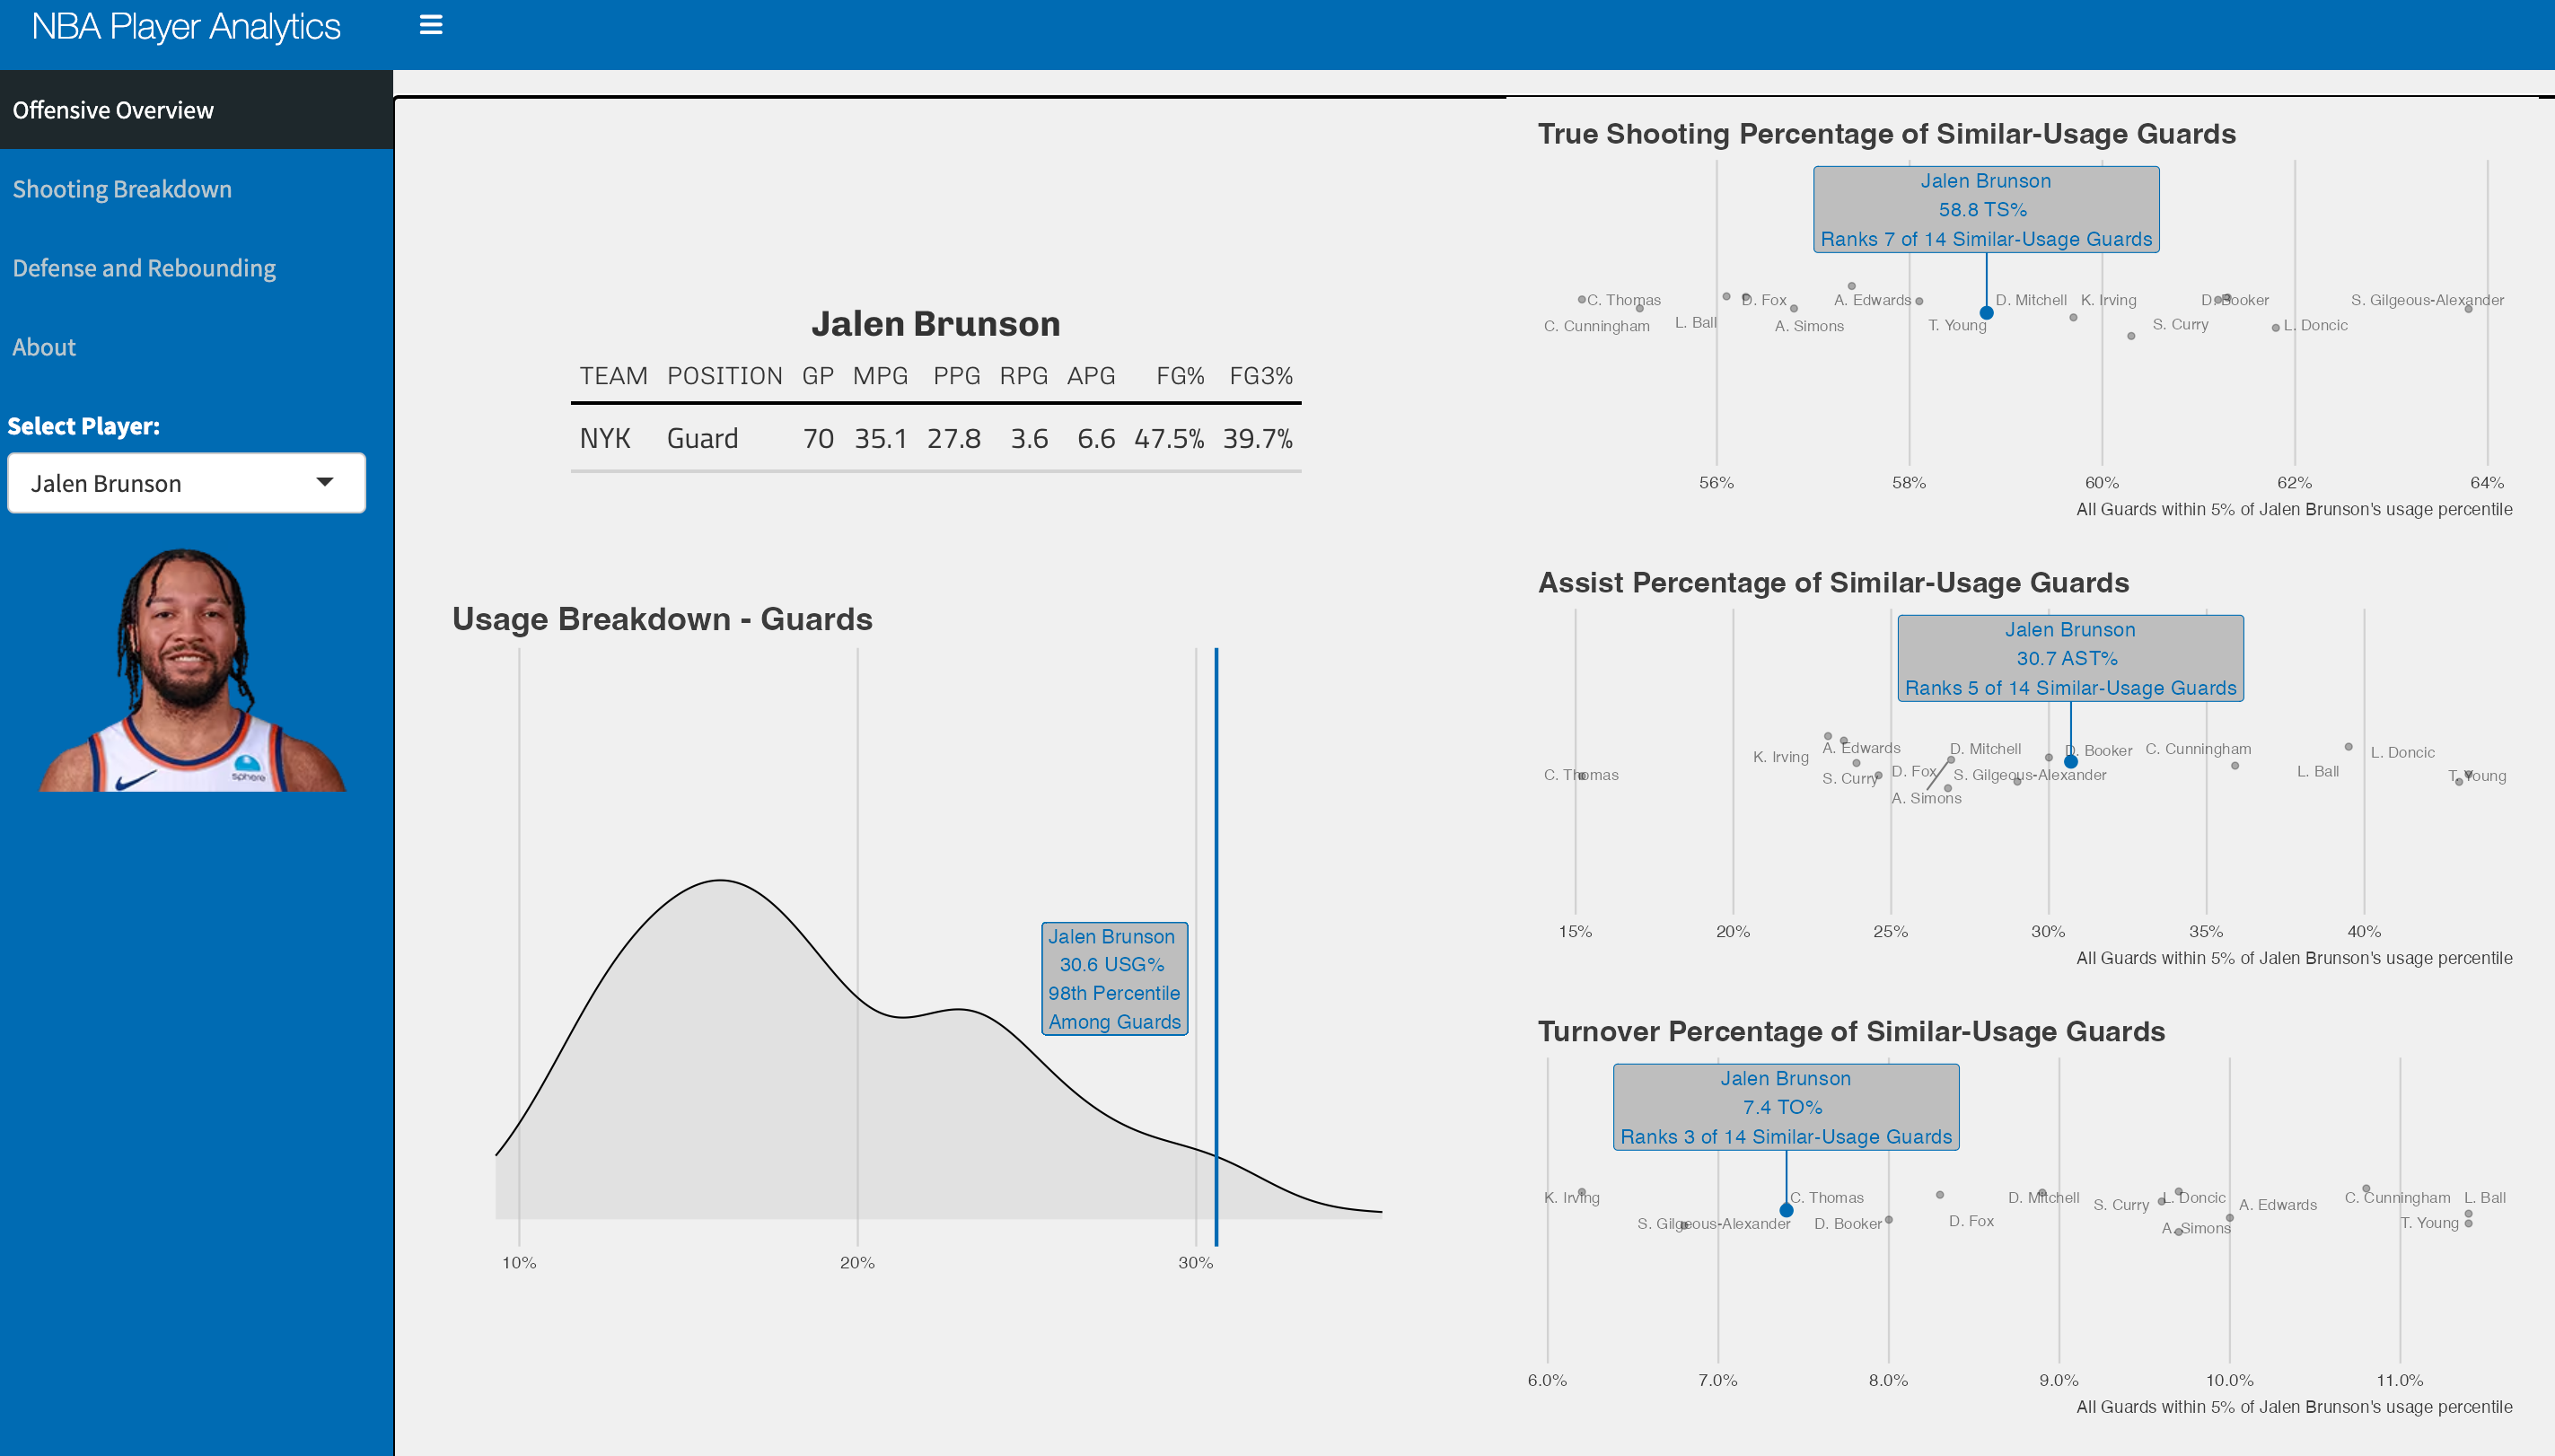 NBA Player Analytics
Offensive Overview
Shooting Breakdown
Defense and Rebounding
About
Select Player:
Jalen Brunson
sphere
Jalen Brunson
TEAM POSITION GP MPG PPG RPG APG FG% FG3%
NYK Guard 70 35.1 27.8 3.6 6.6 47.5% 39.7%
Usage Breakdown - Guards
Jalen Brunson
30.6 USG%
98th Percentile
Among Guards
10% 20% 30%
True Shooting Percentage of Similar-Usage Guards
Jalen Brunson
58.8 TS%
Ranks 7 of 14 Similar-Usage Guards
C. Thomas D. Fox A. Edwards D. Mitchell K. Irving D. Booker S. Gilgeous-Alexander
C. Cunningham L. Ball A. Simons T. Young S. Curry L. Doncic
56% 58% 60% 62% 64%
All Guards within 5% of Jalen Brunson's usage percentile
Assist Percentage of Similar-Usage Guards
Jalen Brunson
30.7 AST%
Ranks 5 of 14 Similar-Usage Guards
K. Irving A. Edwards D. Mitchell D. Booker C. Cunningham L. Doncic
C. Thomas S. Curry D. Fox S. Gilgeous-Alexander L. Ball T. Young
A. Simons
15% 20% 25% 30% 35% 40%
All Guards within 5% of Jalen Brunson's usage percentile
Turnover Percentage of Similar-Usage Guards
Jalen Brunson
7.4 TO%
Ranks 3 of 14 Similar-Usage Guards
K. Irving C. Thomas D. Mitchell S. Curry L. Doncic A. Edwards C. Cunningham L. Ball
S. Gilgeous-Alexander D. Booker D. Fox A. Simons T. Young
6.0% 7.0% 8.0% 9.0% 10.0% 11.0%
All Guards within 5% of Jalen Brunson's usage percentile